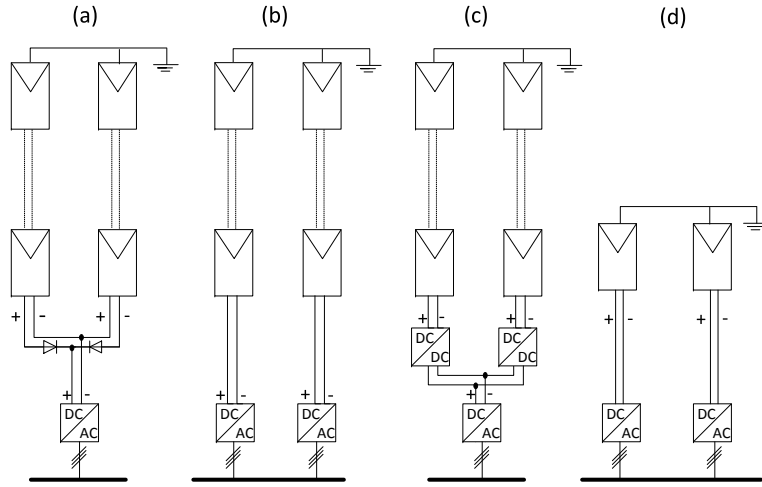 (a) (b) (c) (d)
+ - + - + - + -
DC DC
DC DC
+ - + -
+ - + - + - + -
DC DC DC DC DC DC
AC AC AC AC AC AC